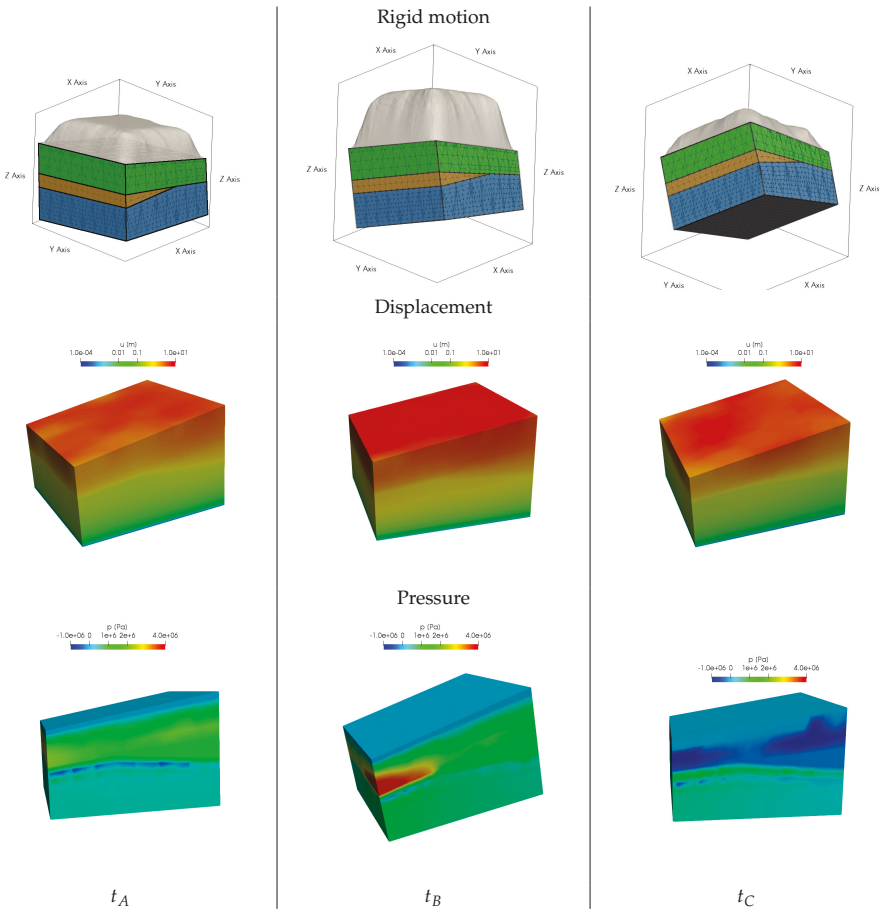 Rigid motion
X Axis
Y Axis
Z Axis
Z Axis
Y Axis
X Axis
X Axis
Y Axis
Z Axis
Z Axis
Y Axis
X Axis
X Axis
Y Axis
Z Axis
Z Axis
Y Axis
X Axis
Displacement
u (m)
1.0e-04 0.01 0.1 1.0e+01
u (m)
1.0e-04 0.01 0.1 1.0e+01
u (m)
1.0e-04 0.01 0.1 1.0e+01
Pressure
p (Pa)
-1.0e+06 0 1e+6 2e+6 4.0e+06
p (Pa)
-1.0e+06 0 1e+6 2e+6 4.0e+06
p (Pa)
-1.0e+06 0 1e+6 2e+6 4.0e+06
t_A t_B t_C